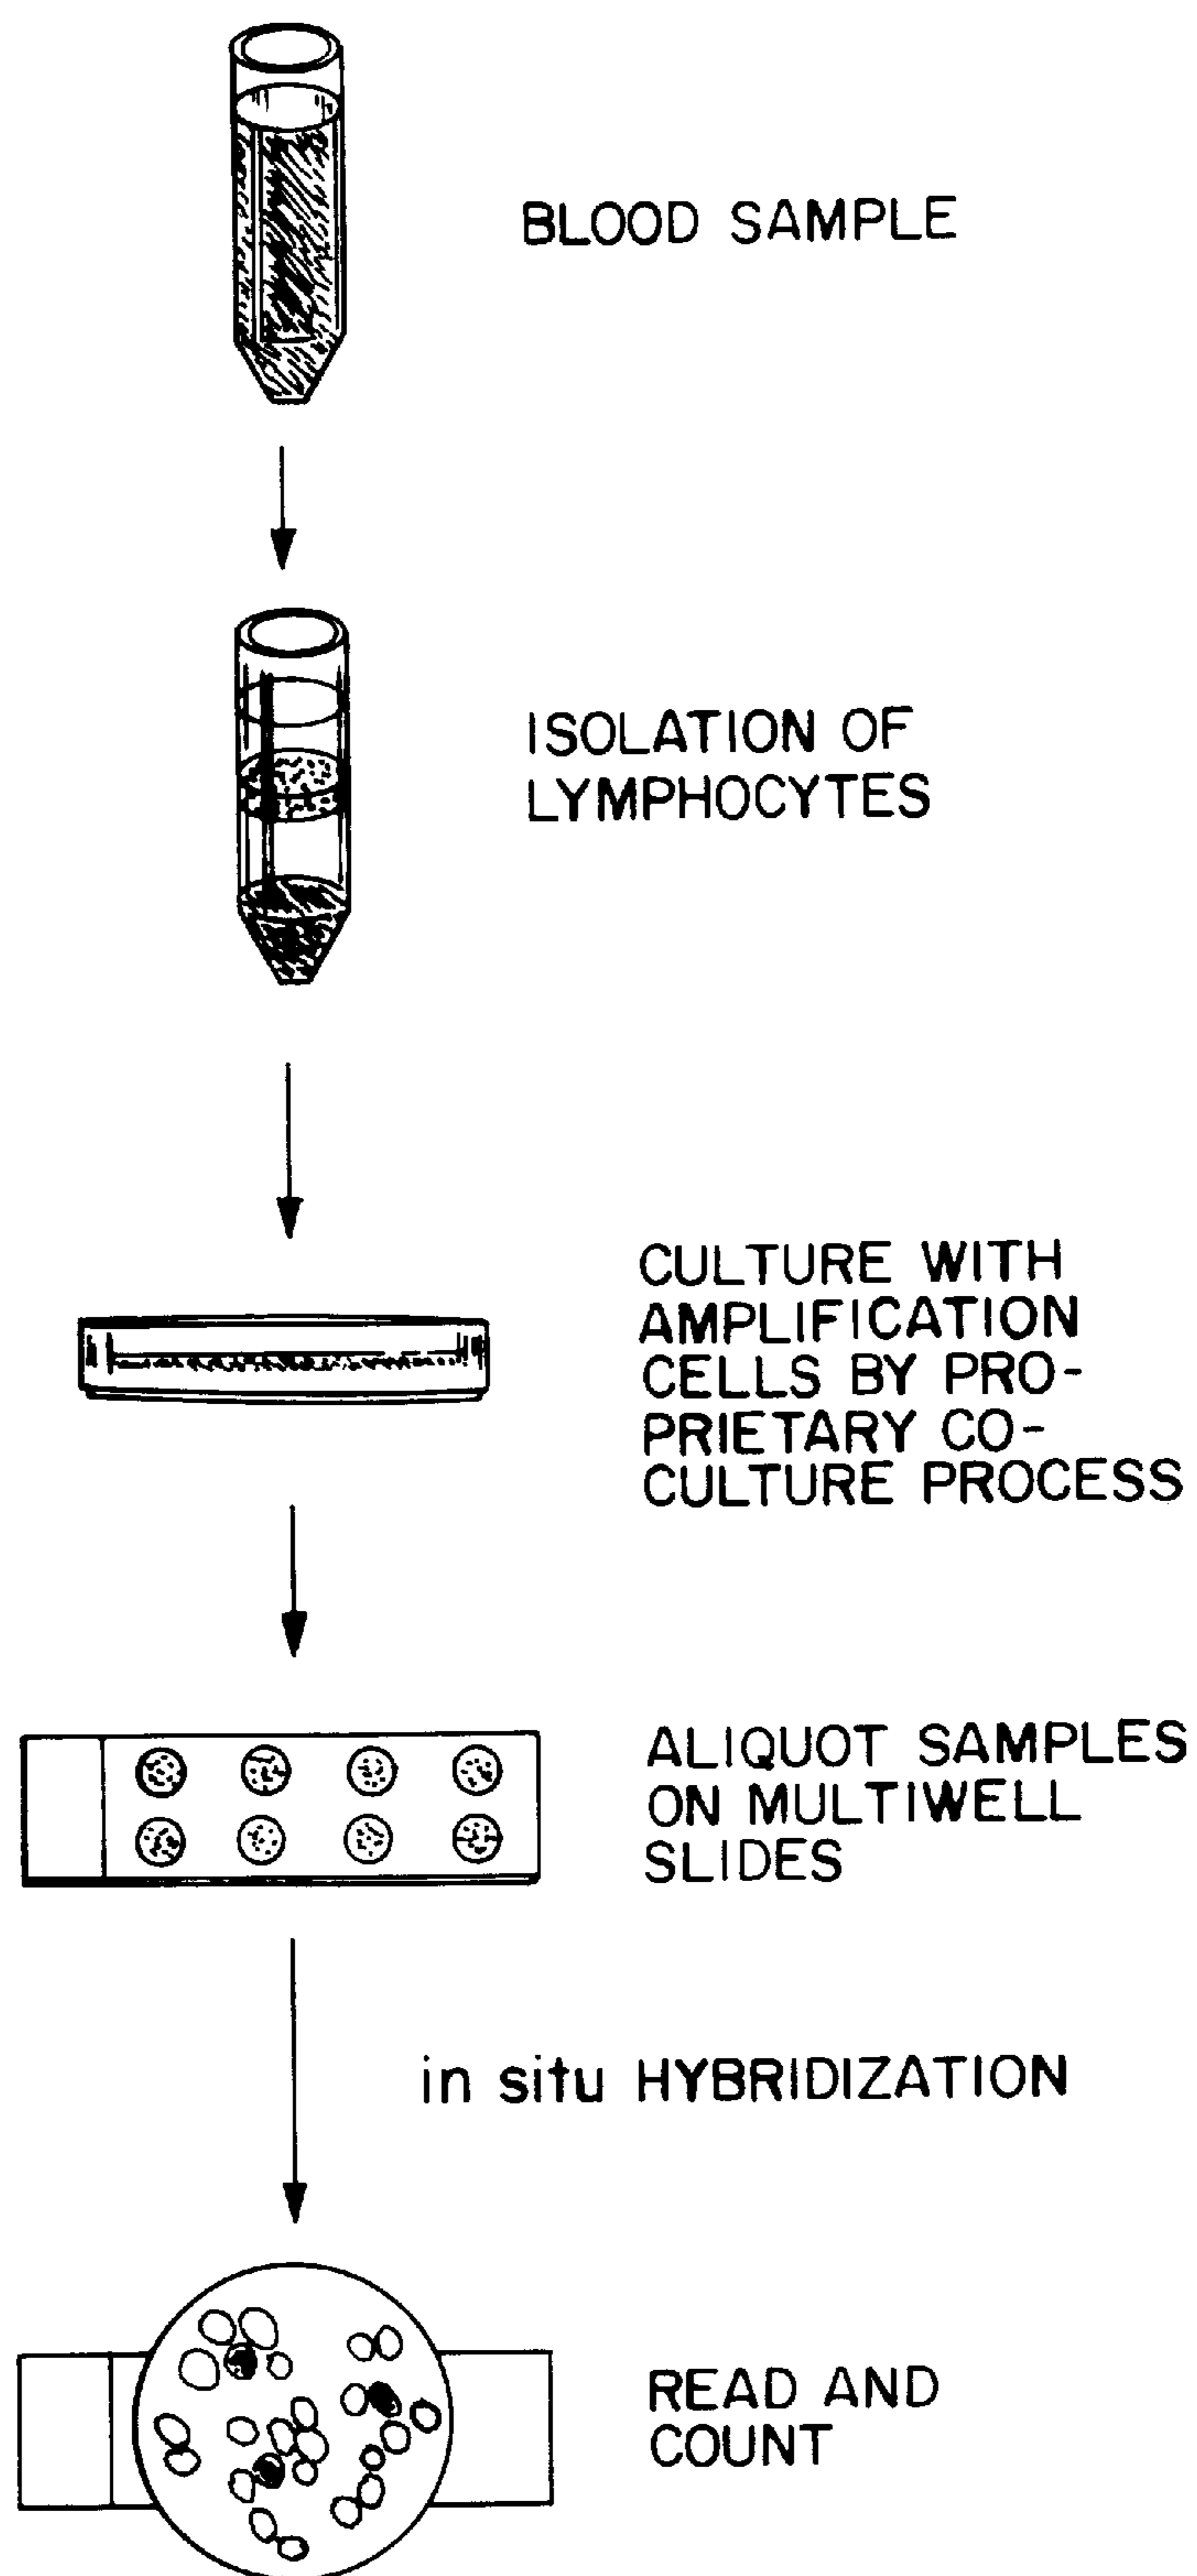 BLOOD SAMPLE
ISOLATION OF
LYMPHOCYTES
CULTURE WITH
AMPLIFICATION
CELLS BY PRO-
PRIETARY CO-
CULTURE PROCESS
ALIQUOT SAMPLES
ON MULTIWELL
SLIDES
in situ HYBRIDIZATION
READ AND
COUNT